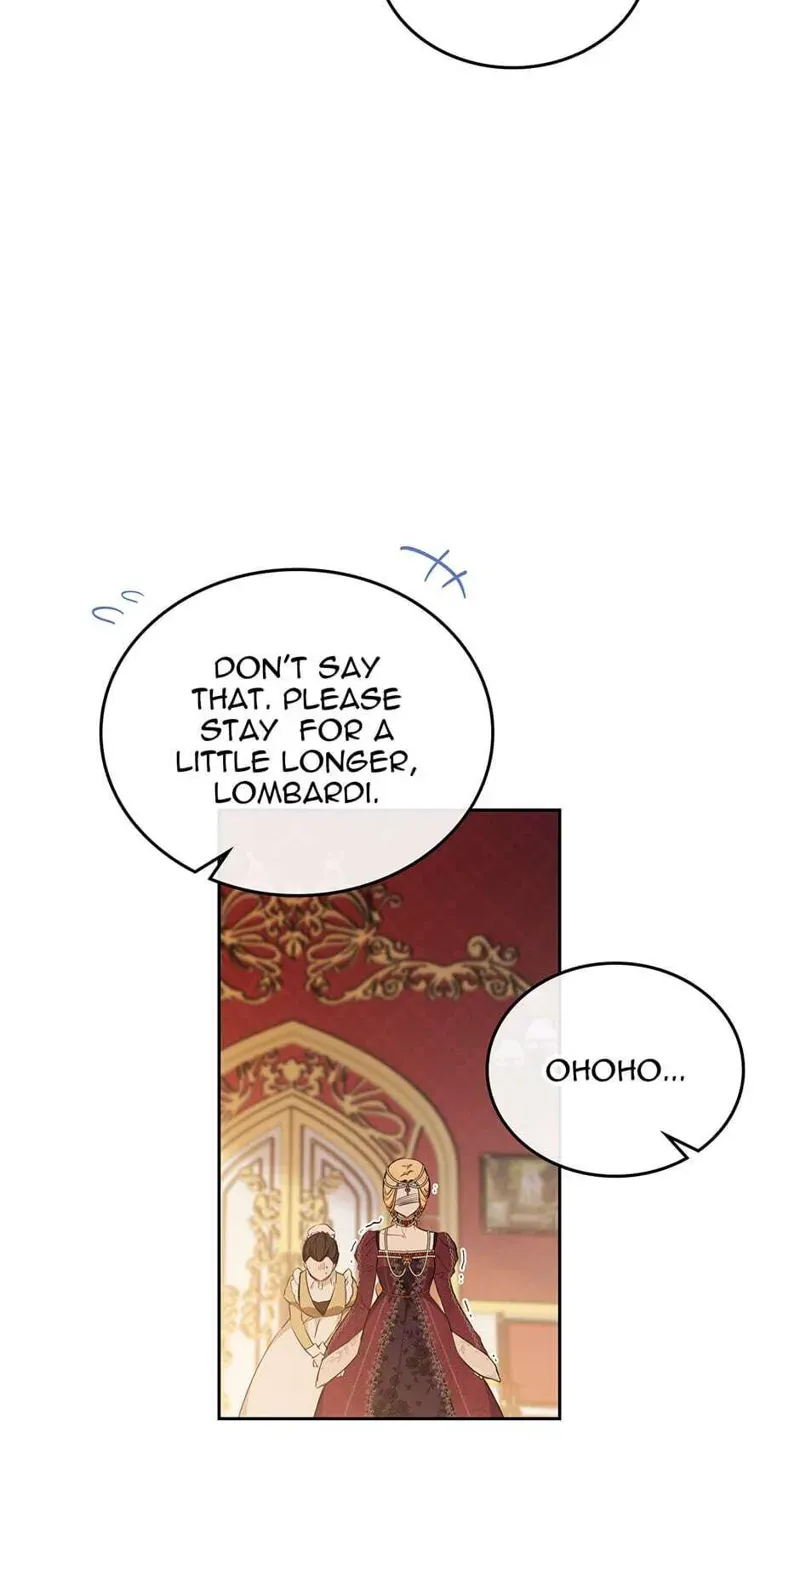 DON'T SAY
THAT. PLEASE
STAY FOR A
LITTLE LONGER,
LOMBARDI.
OHOHO...